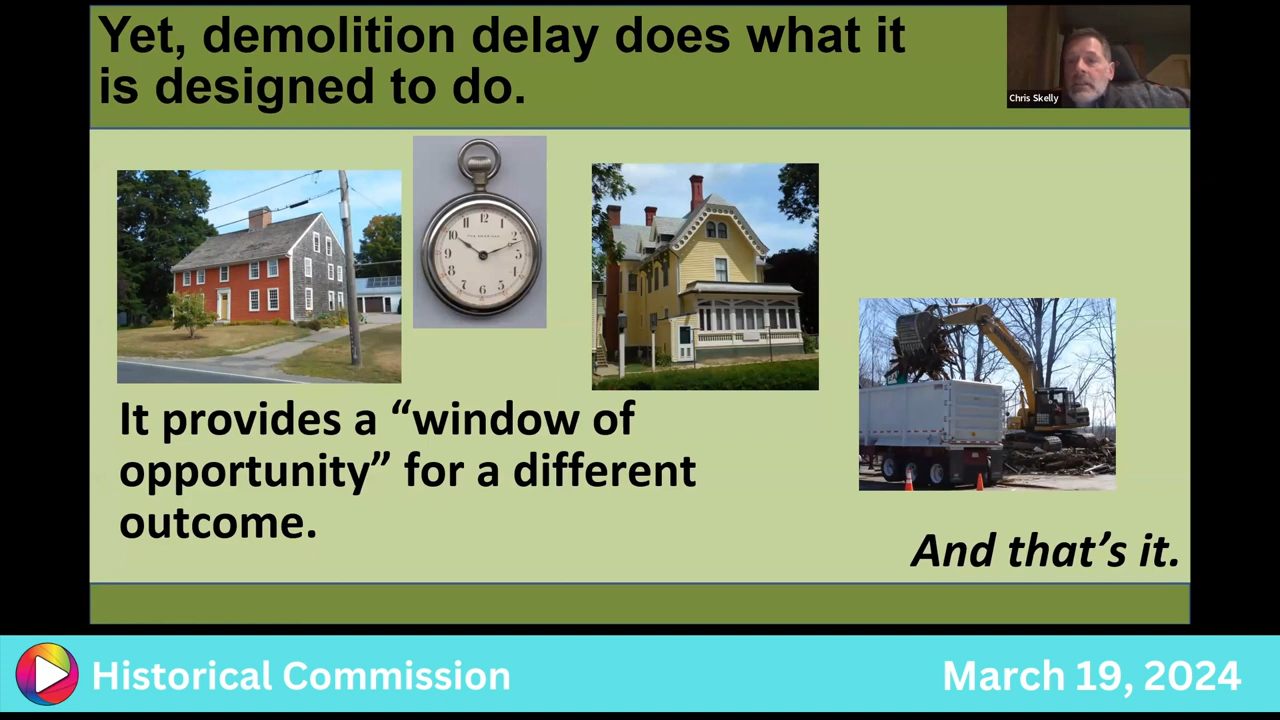 Yet, demolition delay does what it
is designed to do.
Chris Skelly
It provides a “window of
opportunity” for a different
outcome.
And that’s it.
Historical Commission
March 19, 2024